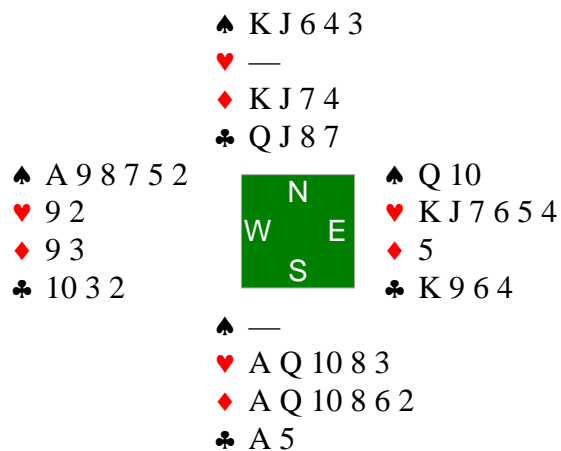 ♠ K J 6 4 3
♥ —
♦ K J 7 4
♣ Q J 8 7
♠ A 9 8 7 5 2
♥ 9 2
♦ 9 3
♣ 10 3 2
N
W E
S
♠ Q 10
♥ K J 7 6 5 4
♦ 5
♣ K 9 6 4
♠ —
♥ A Q 10 8 3
♦ A Q 10 8 6 2
♣ A 5